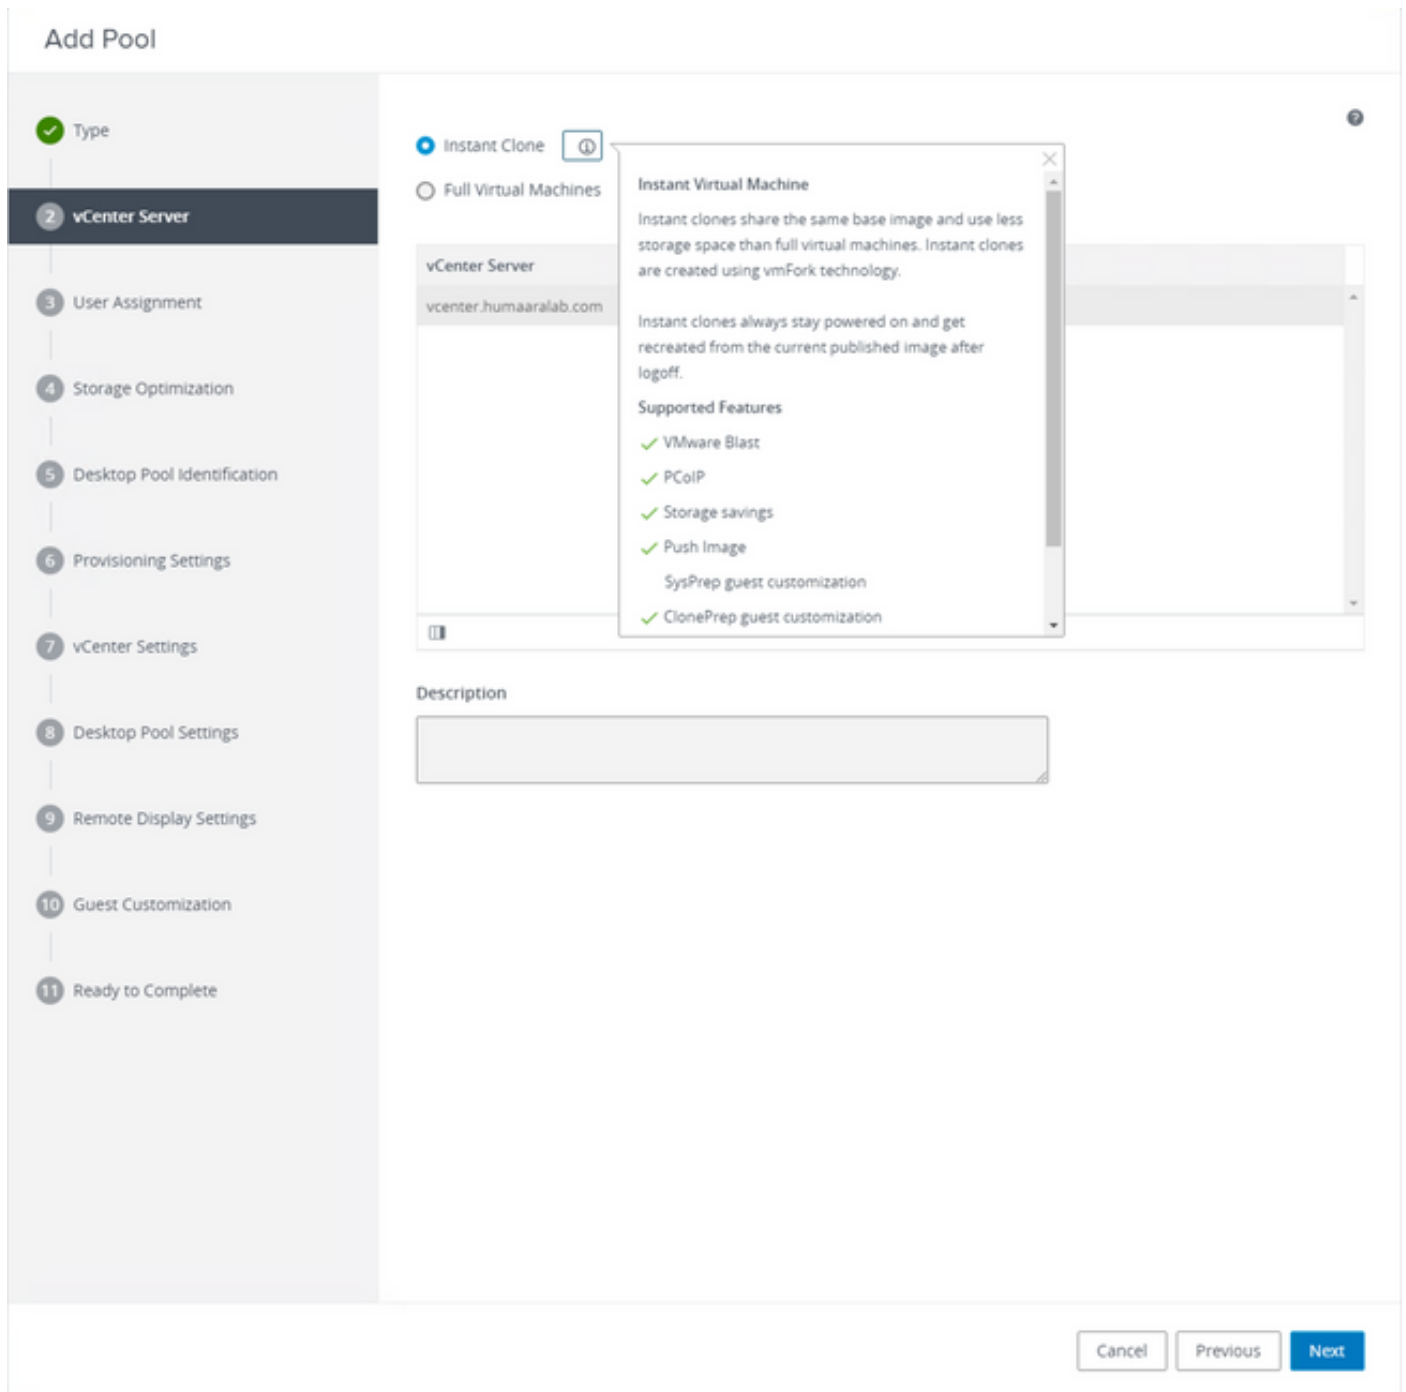 Add Pool
Type
2 vCenter Server
3 User Assignment
4 Storage Optimization
5 Desktop Pool Identification
6 Provisioning Settings
7 vCenter Settings
8 Desktop Pool Settings
9 Remote Display Settings
10 Guest Customization
11 Ready to Complete
Instant Clone
Full Virtual Machines
vCenter Server
vcenter.humaaralab.com
Instant Virtual Machine
Instant clones share the same base image and use less
storage space than full virtual machines. Instant clones
are created using vmFork technology.
Instant clones always stay powered on and get
recreated from the current published image after
logoff.
Supported Features
VMware Blast
PCoIP
Storage savings
Push Image
SysPrep guest customization
ClonePrep guest customization
Description
Cancel Previous Next